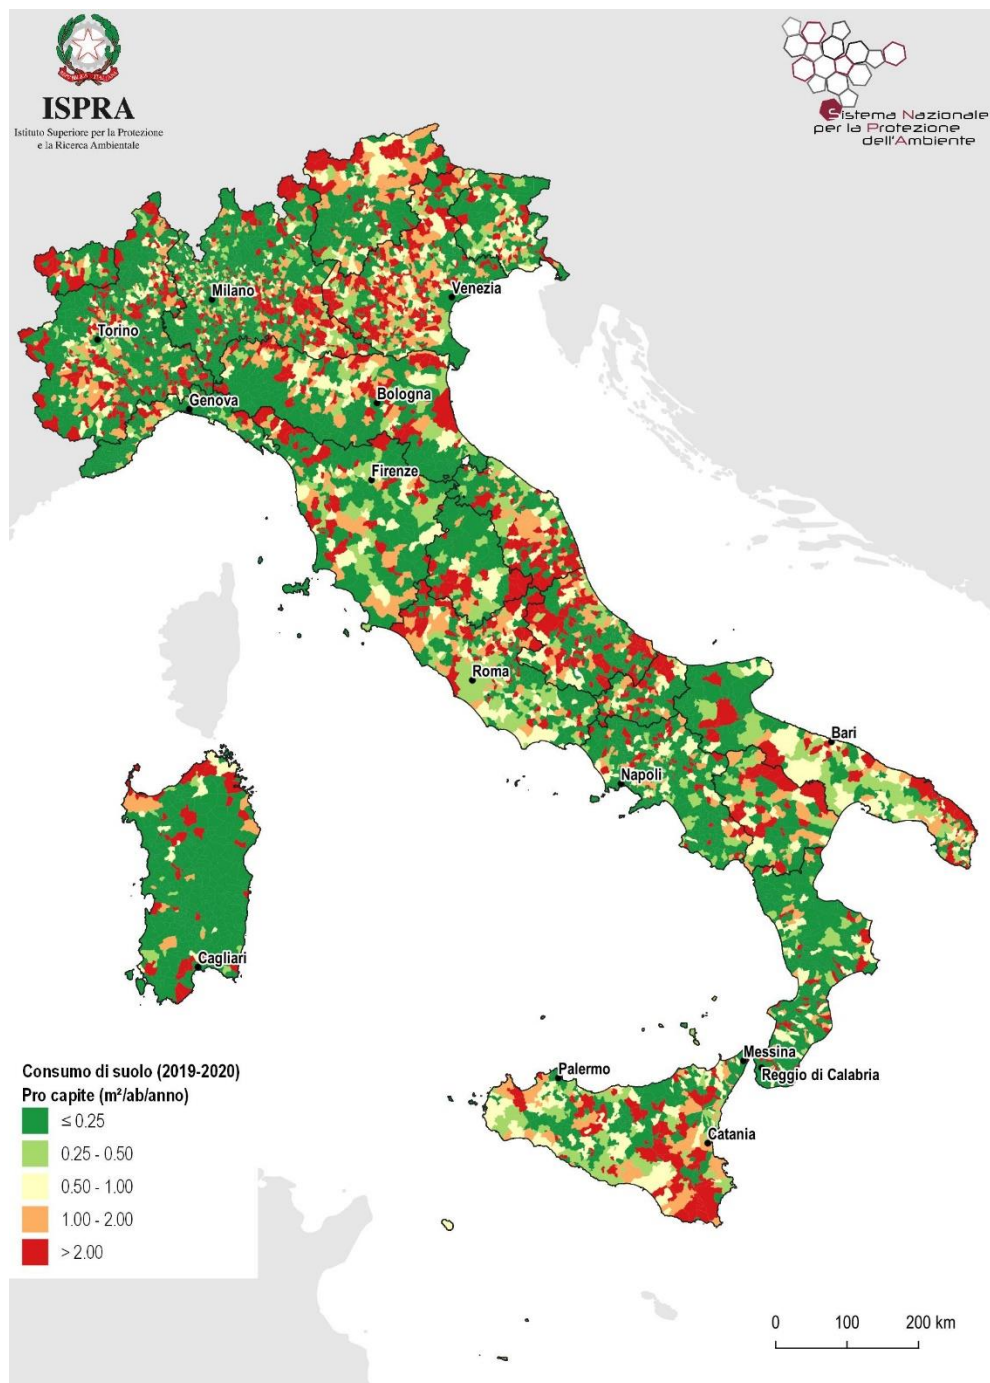 ISPRA
Istituto Superiore per la Protezione
e la Ricerca Ambientale
Sistema Nazionale
per la Protezione
dell'Ambiente
Milano
Venezia
Torino
Genova
Bologna
Firenze
Roma
Bari
Napoli
Cagliari
Messina
Palermo
Reggio di Calabria
Catania
Consumo di suolo (2019-2020)
Pro capite (m²/ab/anno)
≤ 0.25
0.25 - 0.50
0.50 - 1.00
1.00 - 2.00
> 2.00
0 100 200 km